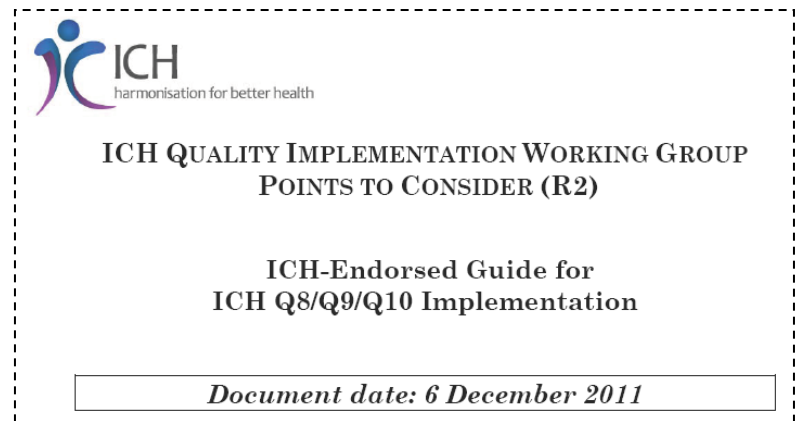 ICH
harmonisation for better health
ICH QUALITY IMPLEMENTATION WORKING GROUP
POINTS TO CONSIDER (R2)
ICH-Endorsed Guide for
ICH Q8/Q9/Q10 Implementation
Document date: 6 December 2011